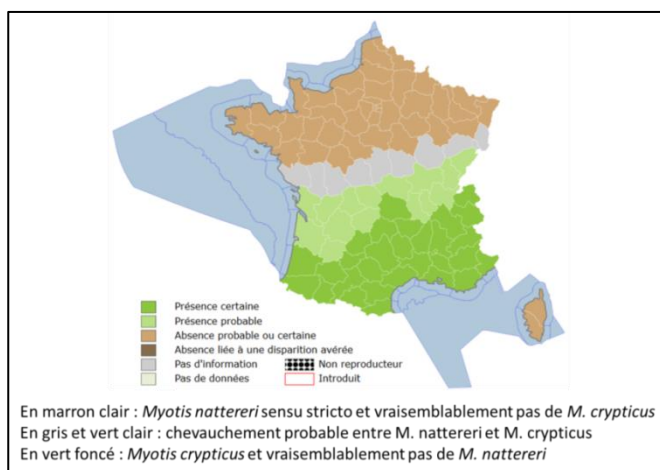 Présence certaine
Présence probable
Absence probable ou certaine
Absence liée à une disparition avérée
Pas d'information
Non reproducteur
Pas de données
Introduit
En marron clair : Myotis nattereri sensu stricto et vraisemblablement pas de M. crypticus
En gris et vert clair : chevauchement probable entre M. nattereri et M. crypticus
En vert foncé : Myotis crypticus et vraisemblablement pas de M. nattereri